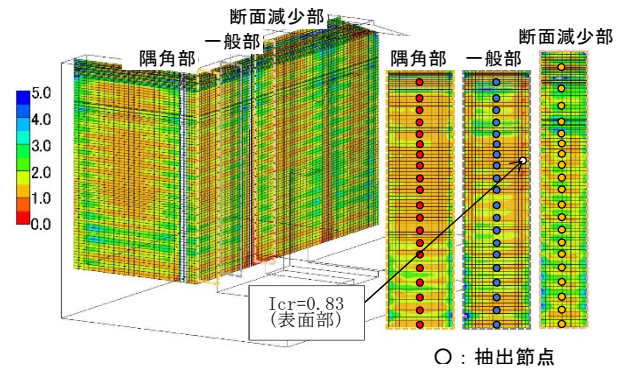 断面減少部
一般部
隅角部
5.0
4.0
3.0
2.0
1.0
0.0
隅角部
一般部
断面減少部
Icr=0.83
(表面部)
○：抽出節点